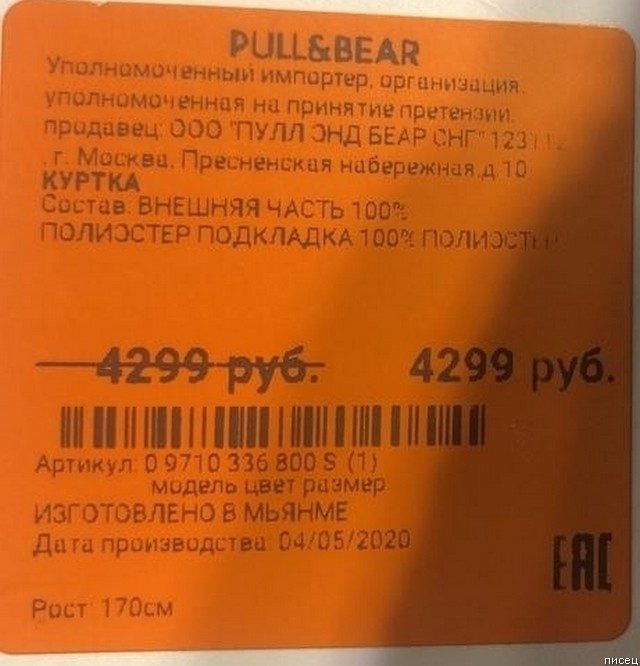 PULL&BEAR
Уполномоченный импортер, организация,
уполномоченная на принятие претензии,
продавец: ООО "ПУЛЛ ЭНД БЕАР СНГ" 123112
, г. Москва, Пресненская набережная,д 10
КУРТКА
Состав: ВНЕШНЯЯ ЧАСТЬ 100%
ПОЛИЭСТЕР ПОДКЛАДКА 100% ПОЛИЭСТЕР
4299 руб. 4299 руб.
Артикул: 0 9710 336 800 S (1)
модель цвет размер
ИЗГОТОВЛЕНО В МЬЯНМЕ
Дата производства: 04/05/2020
EAC
Рост: 170см
писец